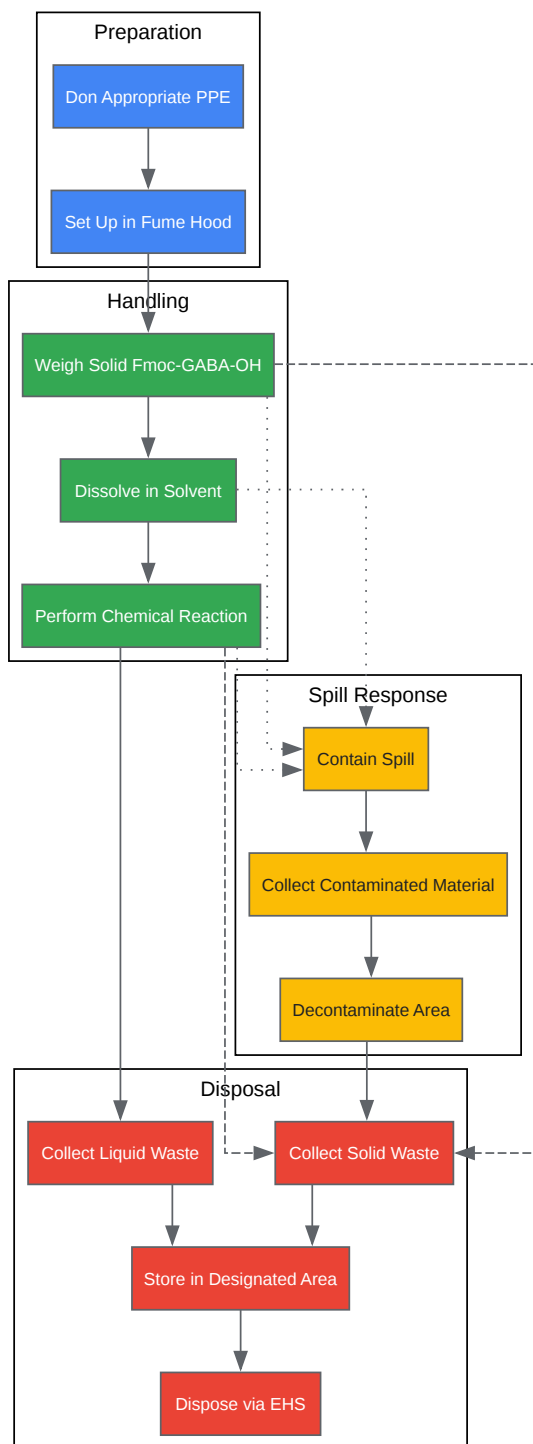 Preparation
Don Appropriate PPE
Set Up in Fume Hood
Handling
Weigh Solid Fmoc-GABA-OH
Dissolve in Solvent
Perform Chemical Reaction
Spill Response
Contain Spill
Collect Contaminated Material
Decontaminate Area
Disposal
Collect Liquid Waste
Collect Solid Waste
Store in Designated Area
Dispose via EHS